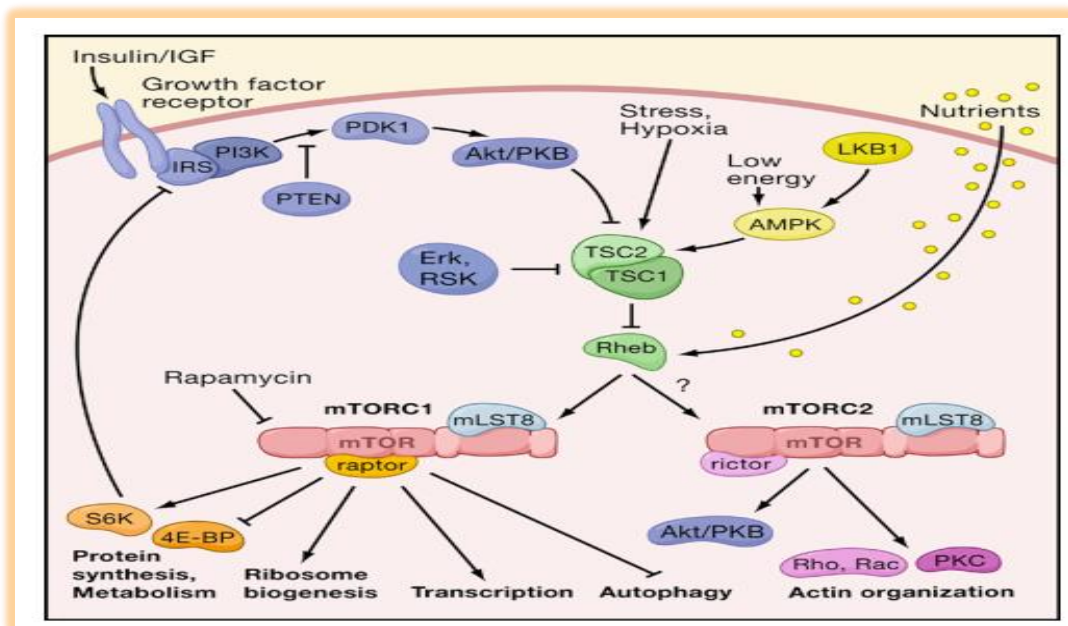 Insulin/IGF
Growth factor
receptor
IRS
PI3K
PDK1
Akt/PKB
PTEN
Stress,
Hypoxia
Nutrients
LKB1
Low
energy
AMPK
Erk,
RSK
TSC2
TSC1
Rheb
?
Rapamycin
mTORC1
mLST8
mTOR
raptor
mTORC2
mLST8
mTOR
rictor
S6K
4E-BP
Akt/PKB
Rho, Rac
PKC
Protein
synthesis,
Metabolism
Ribosome
biogenesis
Transcription
Autophagy
Actin organization